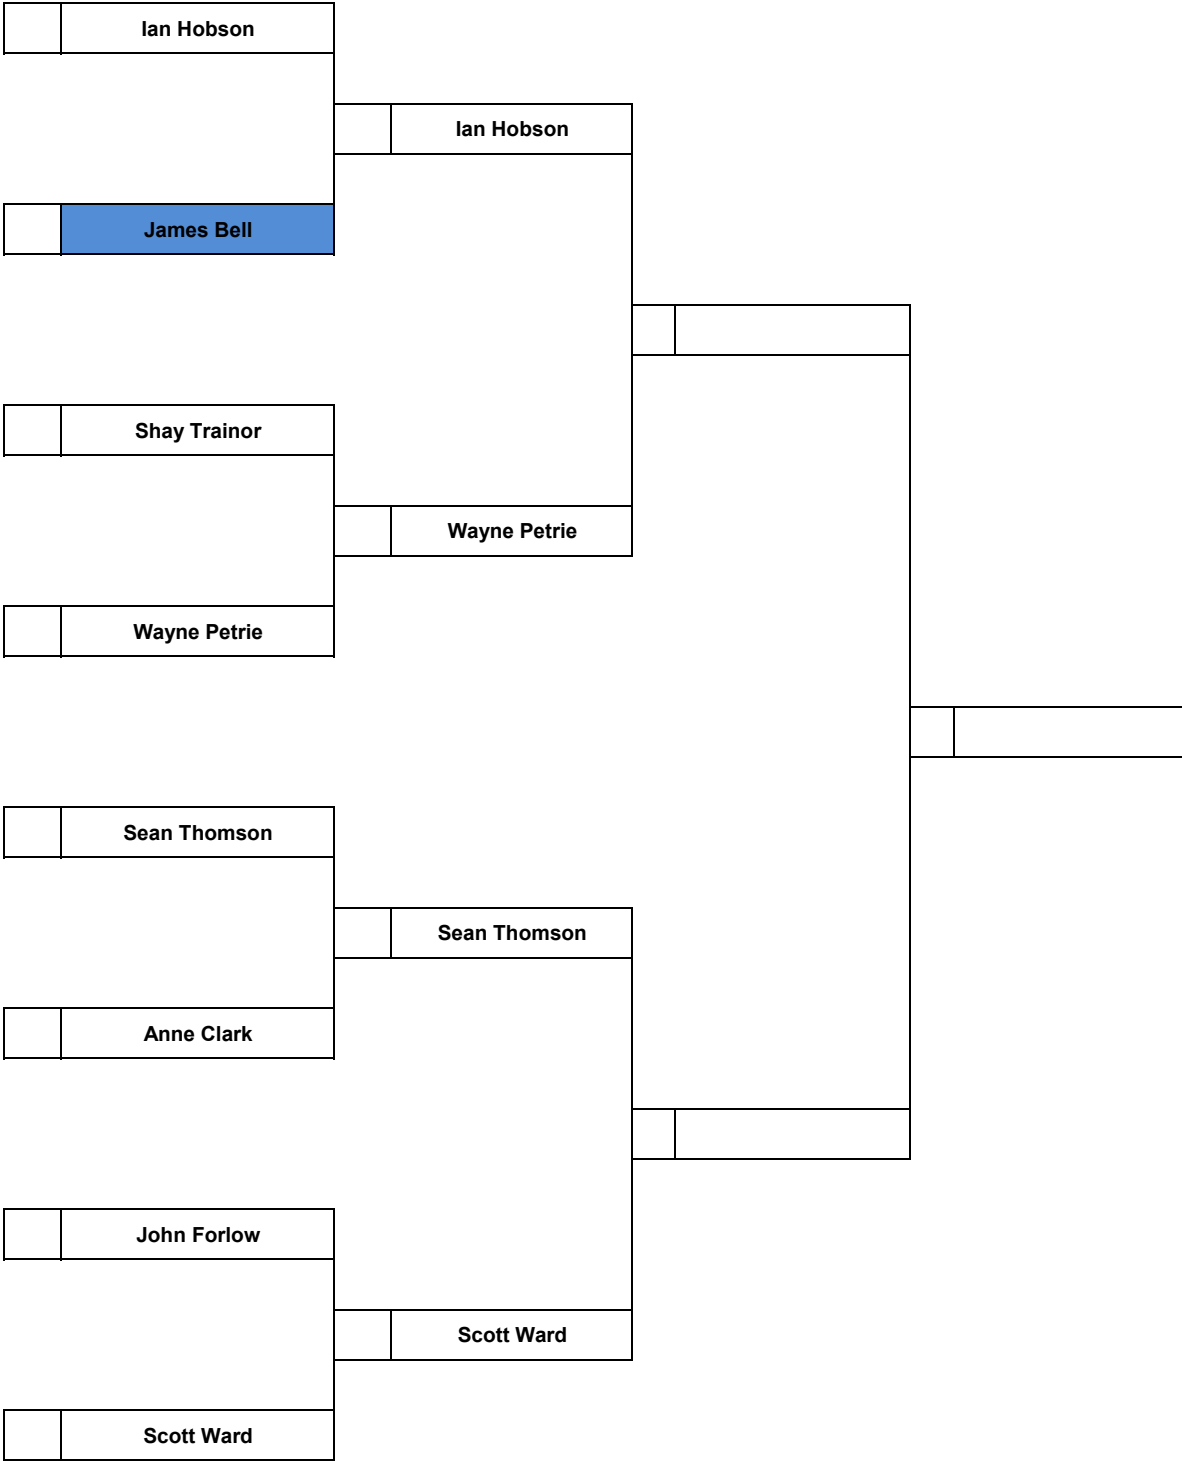 Ian Hobson
Ian Hobson
James Bell
Shay Trainor
Wayne Petrie
Wayne Petrie
Sean Thomson
Sean Thomson
Anne Clark
John Forlow
Scott Ward
Scott Ward